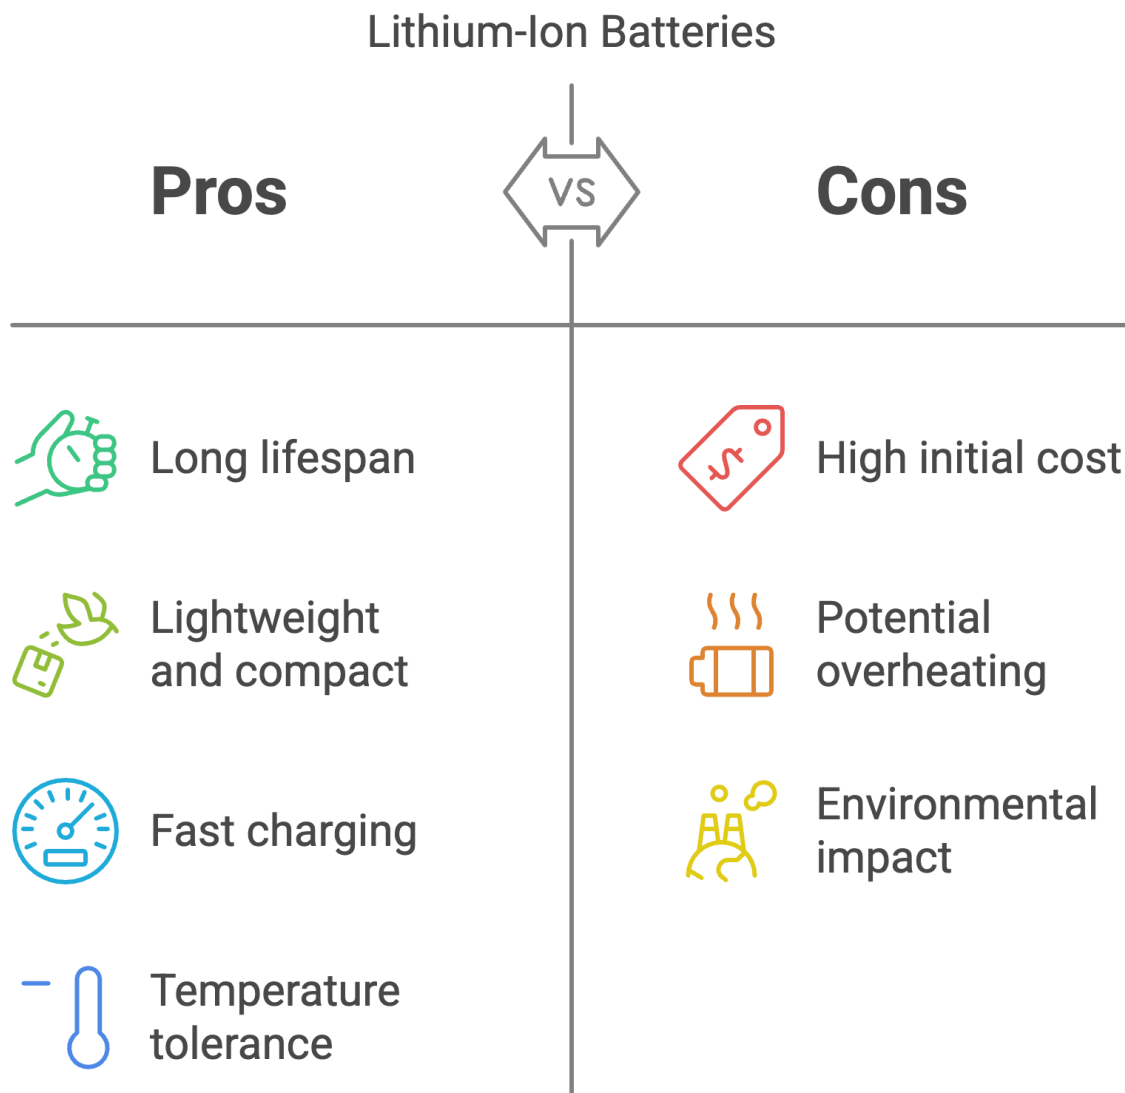 Lithium-Ion Batteries
Pros
VS
Cons
Long lifespan
Lightweight
and compact
Fast charging
Temperature
tolerance
High initial cost
Potential
overheating
Environmental
impact